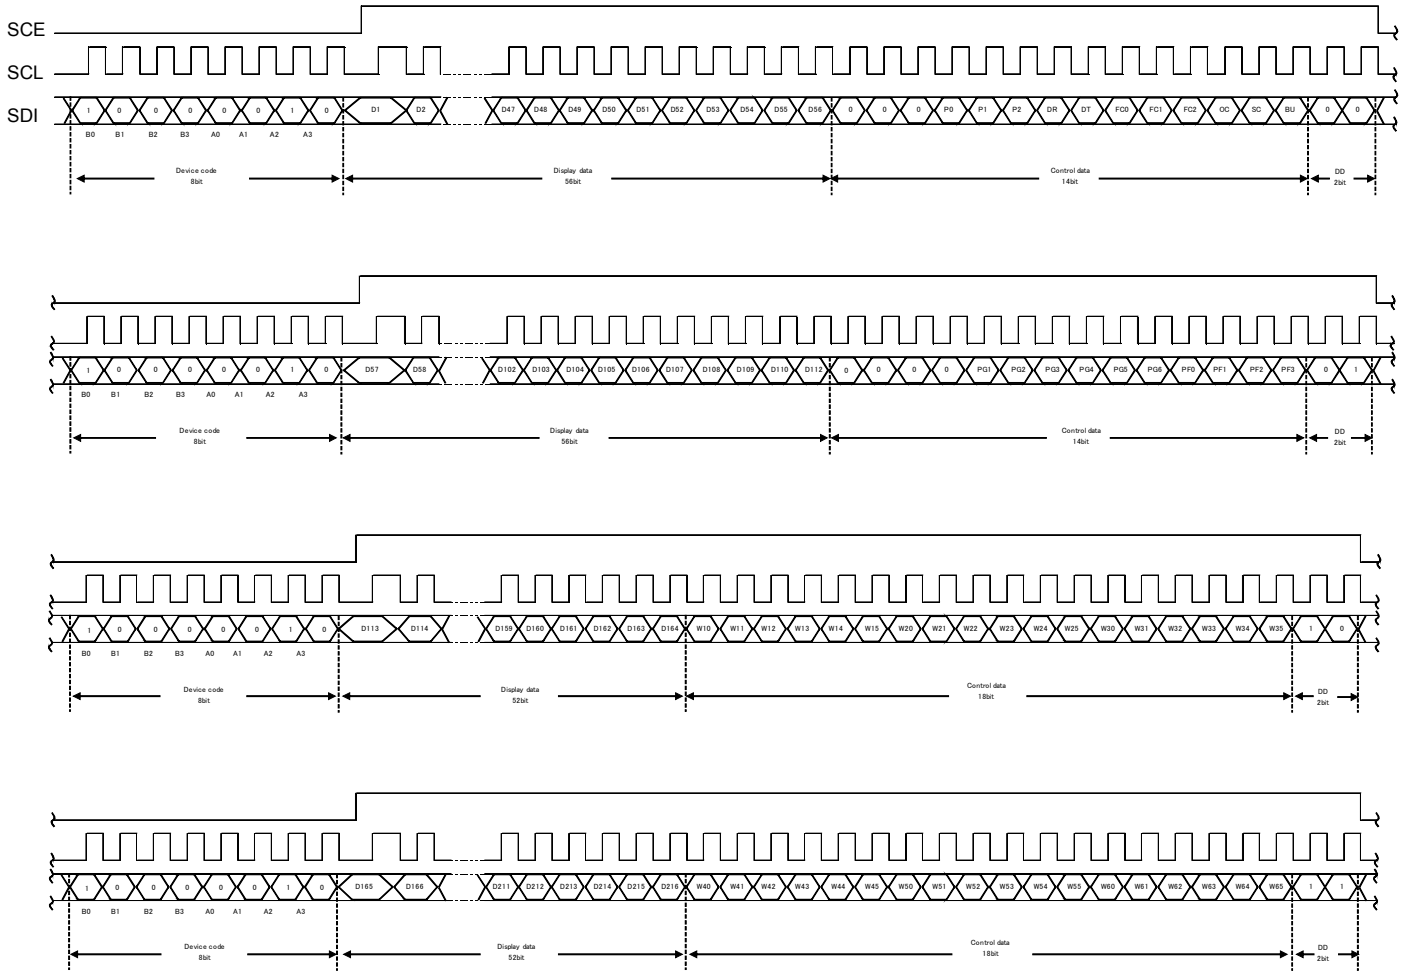 SCE
SCL
SDI
1 0 0 0 0 0 1 0 D1 D2 D47 D48 D49 D50 D51 D52 D53 D54 D55 D56 0 0 0 P0 P1 P2 DR DT FC0 FC1 FC2 OC SC BU 0 0
B0 B1 B2 B3 A0 A1 A2 A3
Device code Display data Control data DD
8bit 56bit 14bit 2bit
1 0 0 0 0 0 1 0 D57 D58 D102 D103 D104 D105 D106 D107 D108 D109 D110 D112 0 0 0 0 PG1 PG2 PG3 PG4 PG5 PG6 PF0 PF1 PF2 PF3 0 1
B0 B1 B2 B3 A0 A1 A2 A3
Device code Display data Control data DD
8bit 56bit 14bit 2bit
1 0 0 0 0 0 1 0 D113 D114 D159 D160 D161 D162 D163 D164 W10 W11 W12 W13 W14 W15 W20 W21 W22 W23 W24 W25 W30 W31 W32 W33 W34 W35 1 0
B0 B1 B2 B3 A0 A1 A2 A3
Device code Display data Control data DD
8bit 52bit 18bit 2bit
1 0 0 0 0 0 1 0 D165 D166 D211 D212 D213 D214 D215 D216 W40 W41 W42 W43 W44 W45 W50 W51 W52 W53 W54 W55 W60 W61 W62 W63 W64 W65 1 1
B0 B1 B2 B3 A0 A1 A2 A3
Device code Display data Control data DD
8bit 52bit 18bit 2bit